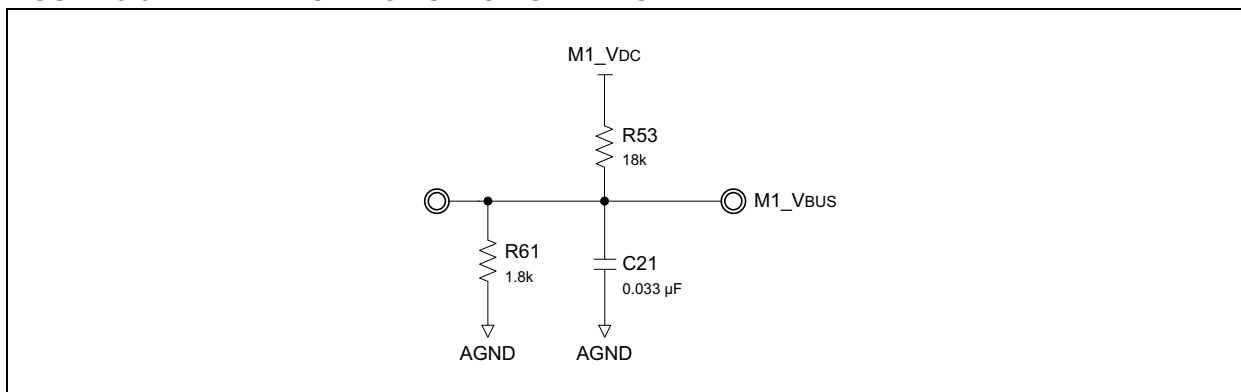 M1_VDC
R53
18k
M1_VBUS
R61
1.8k
C21
0.033 µF
AGND
AGND